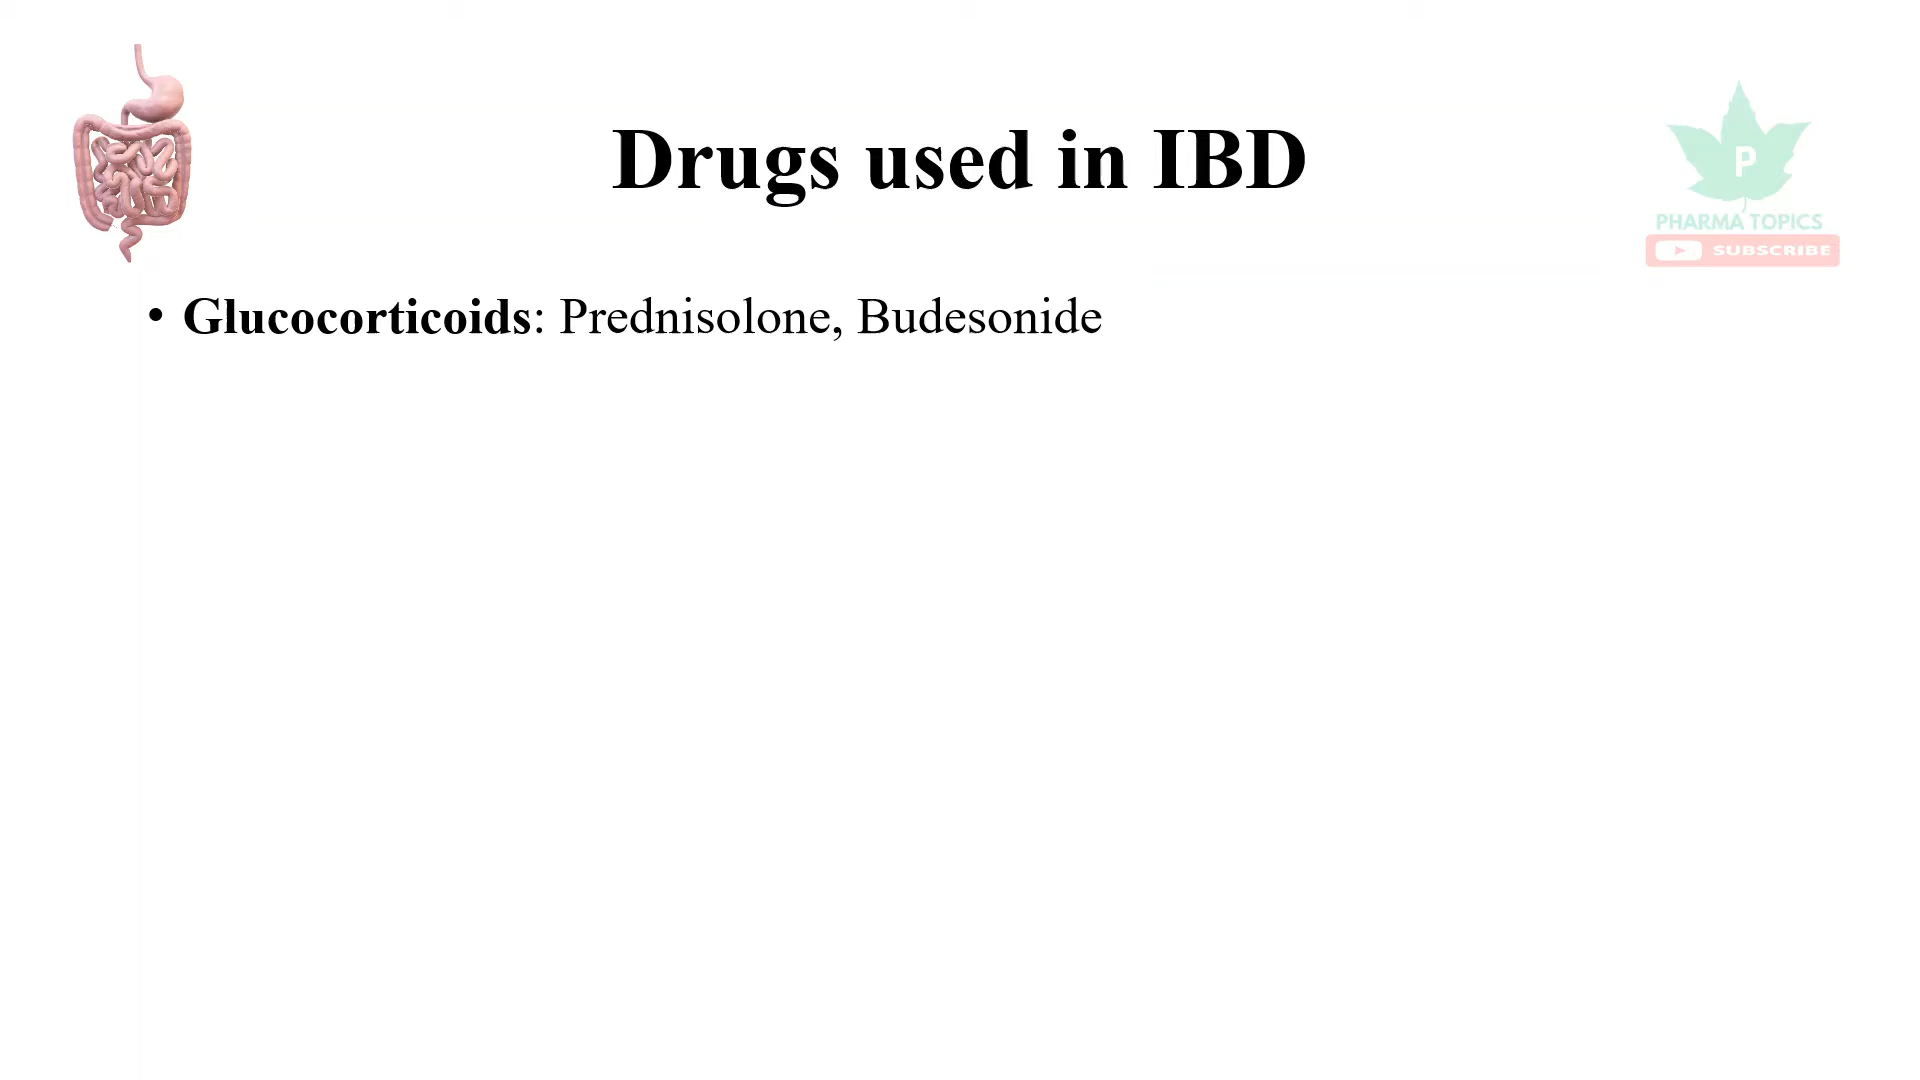 Drugs used in IBD
P
PHARMA TOPICS
SUBSCRIBE
• Glucocorticoids: Prednisolone, Budesonide